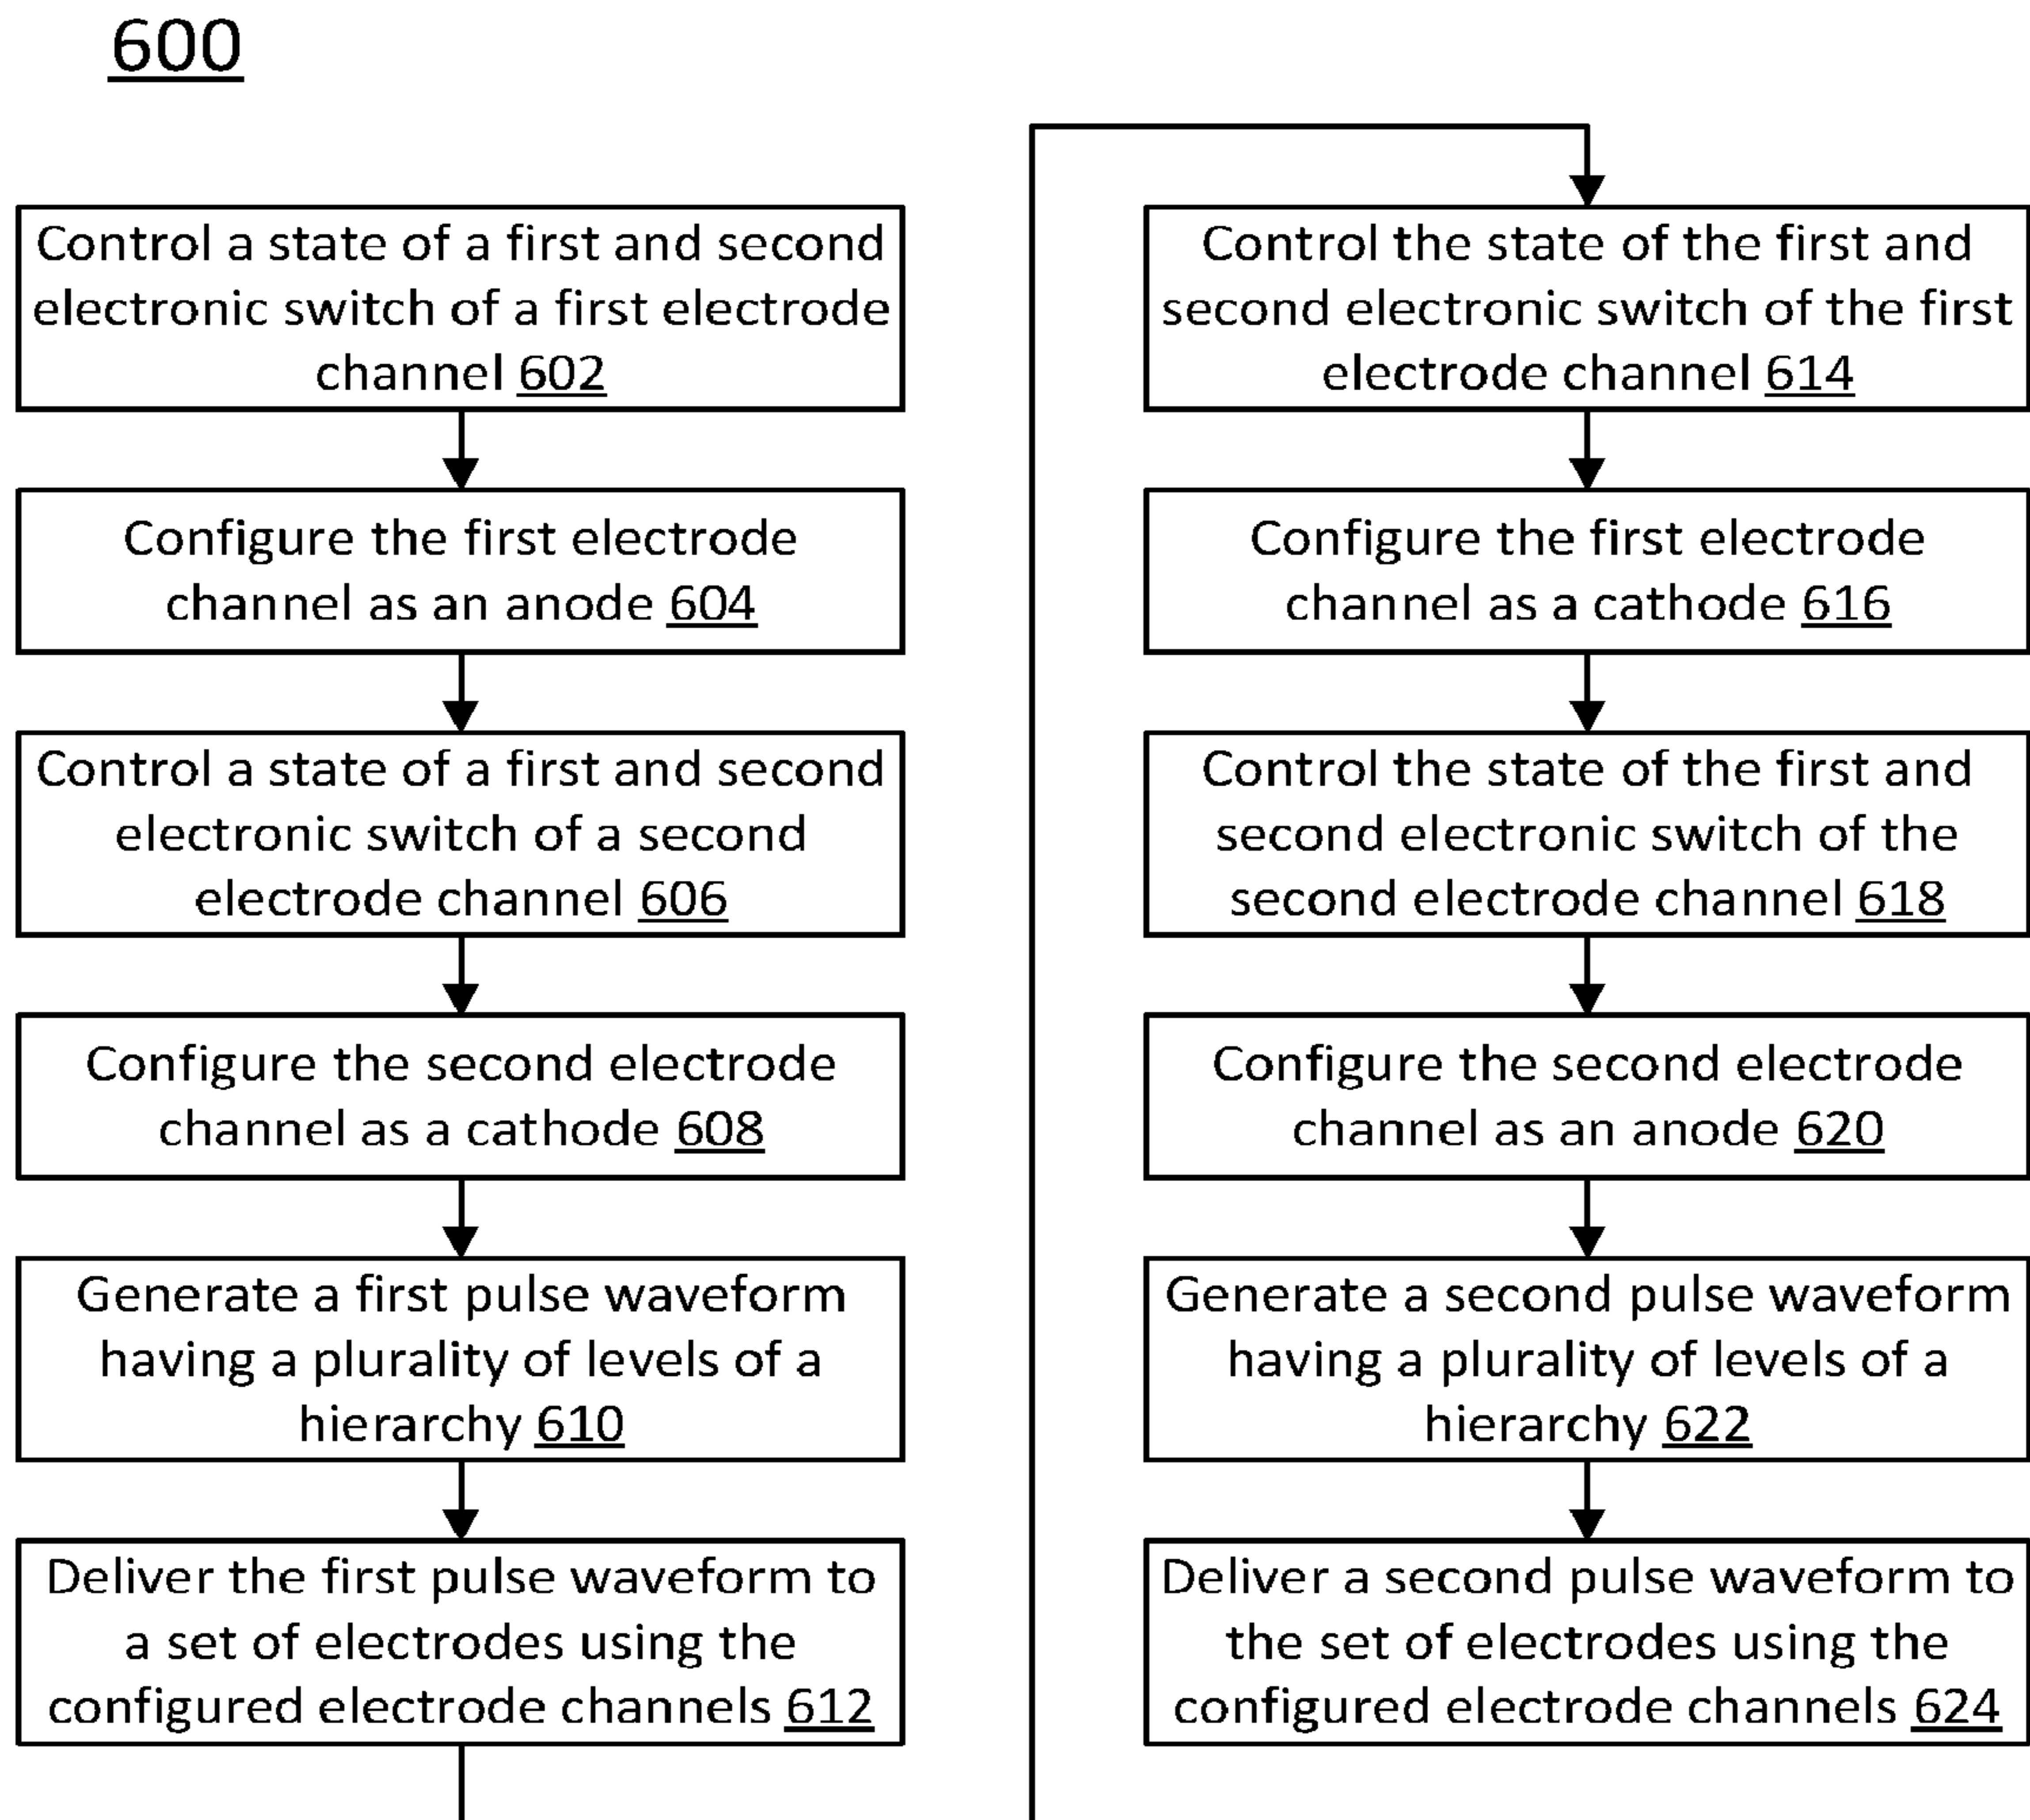 600
Control a state of a first and second
electronic switch of a first electrode
channel 602
Configure the first electrode
channel as an anode 604
Control a state of a first and second
electronic switch of a second
electrode channel 606
Configure the second electrode
channel as a cathode 608
Generate a first pulse waveform
having a plurality of levels of a
hierarchy 610
Deliver the first pulse waveform to
a set of electrodes using the
configured electrode channels 612
Control the state of the first and
second electronic switch of the first
electrode channel 614
Configure the first electrode
channel as a cathode 616
Control the state of the first and
second electronic switch of the
second electrode channel 618
Configure the second electrode
channel as an anode 620
Generate a second pulse waveform
having a plurality of levels of a
hierarchy 622
Deliver a second pulse waveform to
the set of electrodes using the
configured electrode channels 624